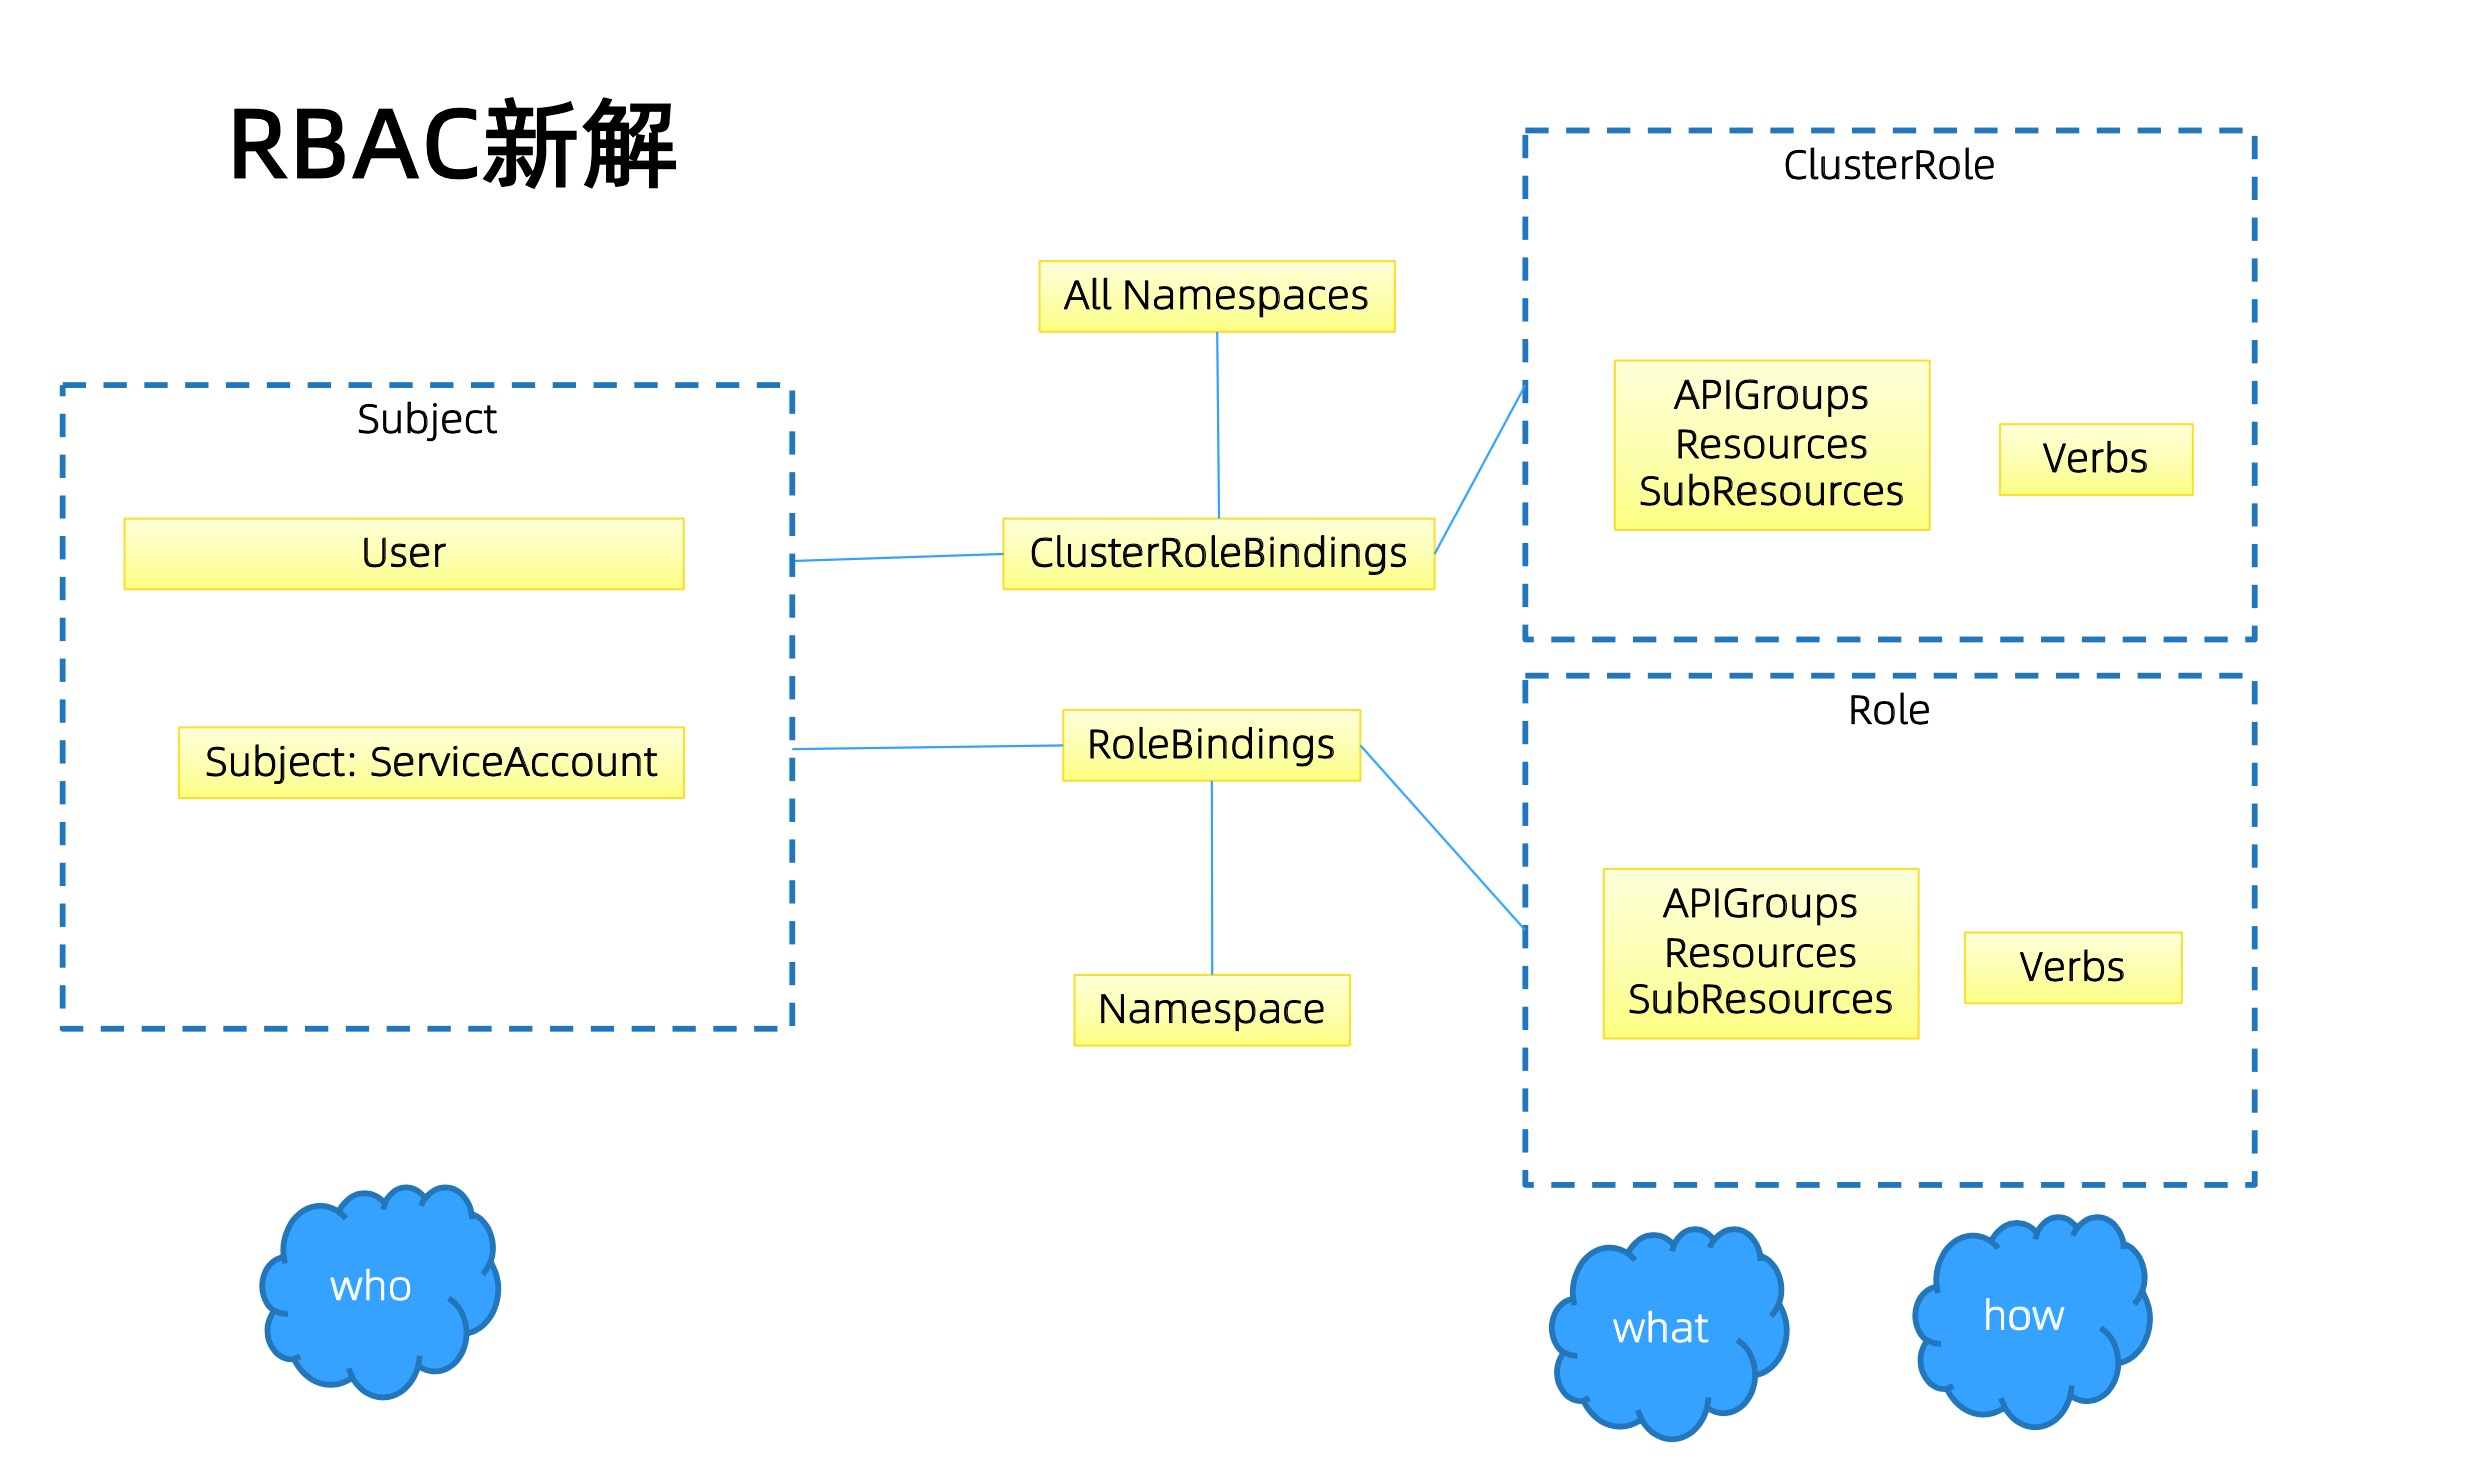 RBAC新解
Subject
User
Subject: ServiceAccount
All Namespaces
ClusterRoleBindings
RoleBindings
Namespace
ClusterRole
APIGroups
Resources
SubResources
Verbs
Role
APIGroups
Resources
SubResources
Verbs
who
what
how